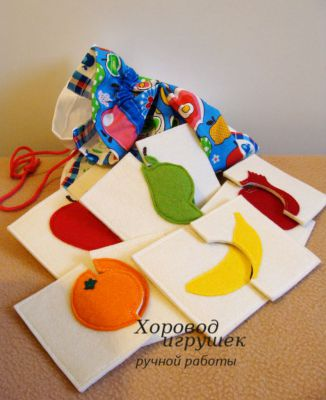 Хоровод
игрушек
ручной работы